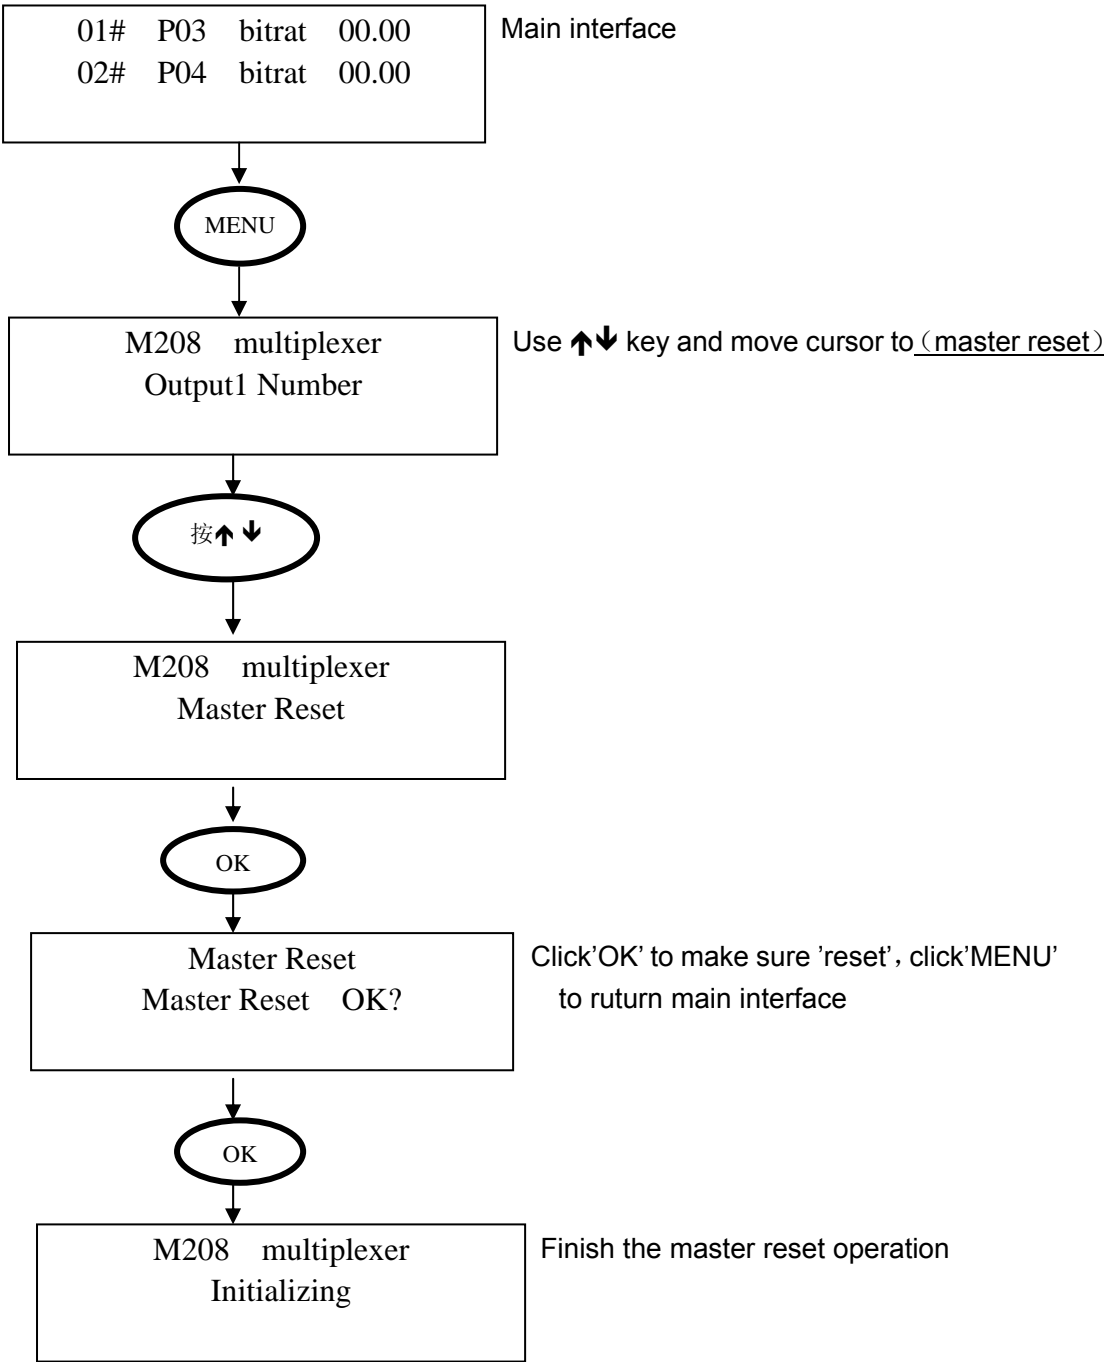 01# P03 bitrat 00.00
02# P04 bitrat 00.00
Main interface
MENU
M208 multiplexer
Output1 Number
Use ↑↓ key and move cursor to（master reset）
按↑ ↓
M208 multiplexer
Master Reset
OK
Master Reset
Master Reset OK?
Click'OK' to make sure 'reset'，click'MENU'
to ruturn main interface
OK
M208 multiplexer
Initializing
Finish the master reset operation